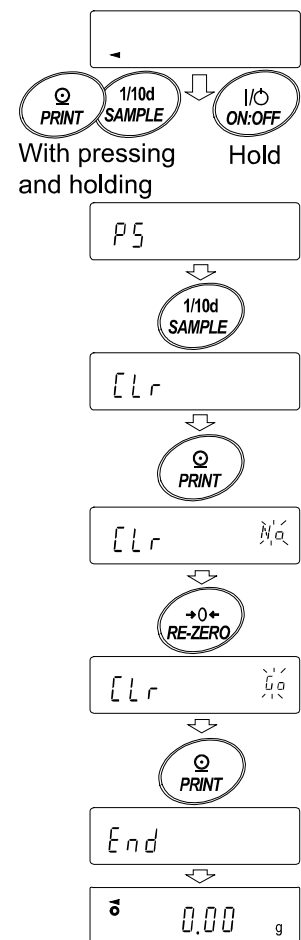 1/10d I/⏻
PRINT SAMPLE ON:OFF
With pressing Hold
and holding
PS
1/10d
SAMPLE
CLr
PRINT
CLr No
→0←
RE-ZERO
CLr Go
PRINT
End
0.00 g